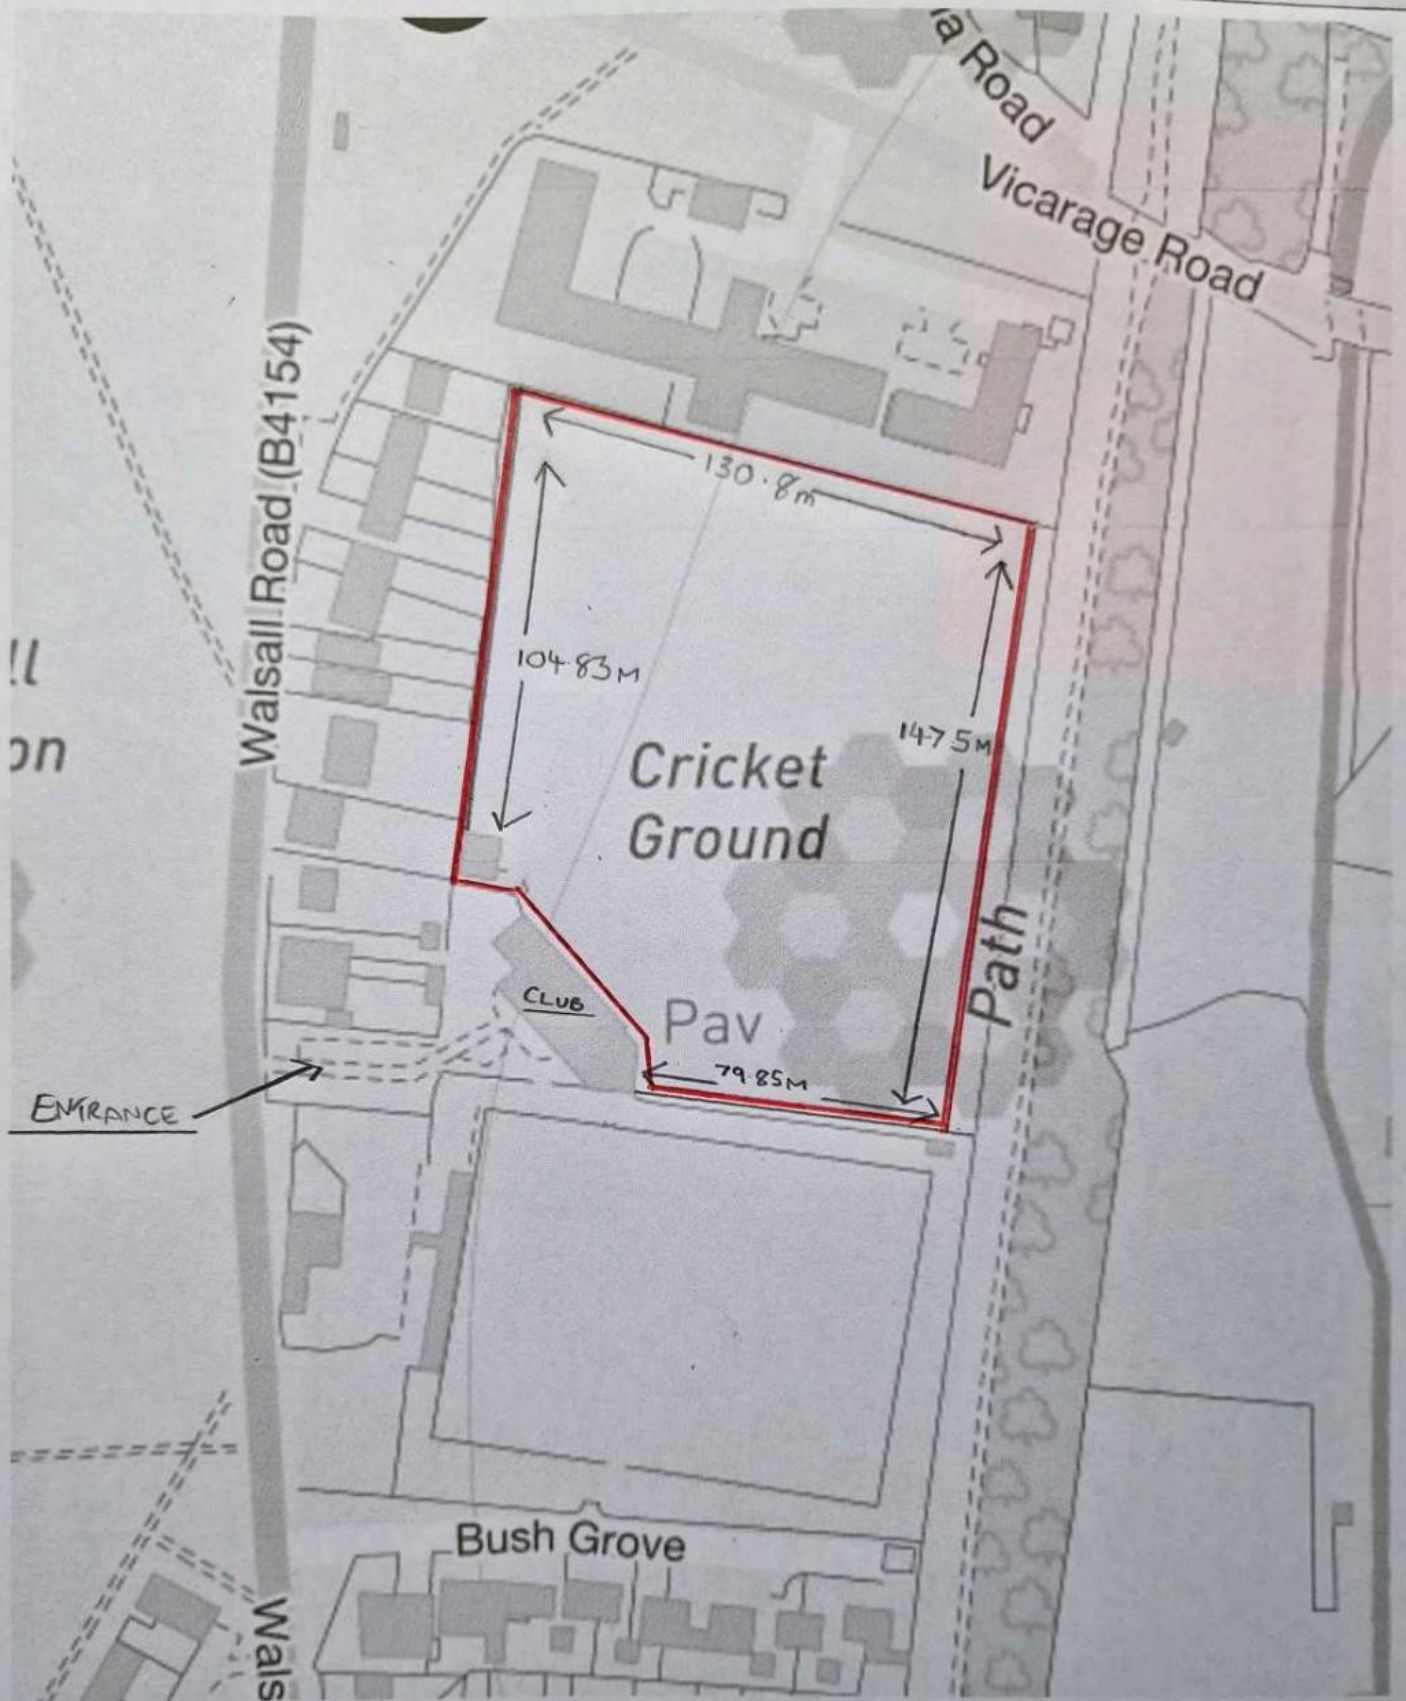 a Road
Vicarage Road
Walsall Road (B4154)
130.8m
104.83M
ll
on
147.5M
Cricket
Ground
Path
CLUB
Pav
79.85M
ENTRANCE
Bush Grove
Wals